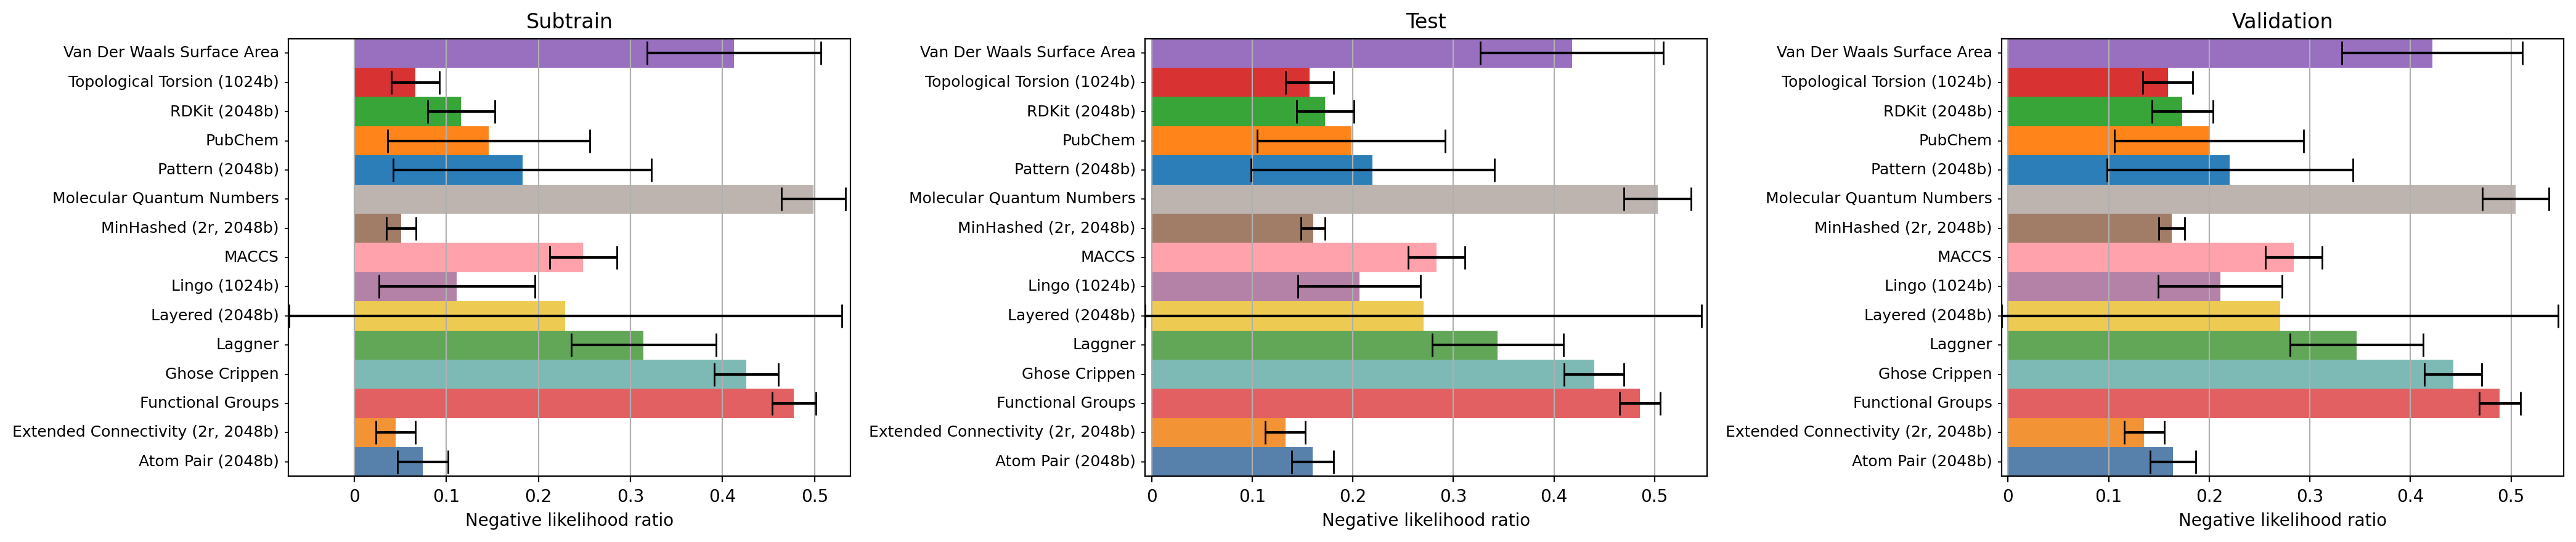 Subtrain
Van Der Waals Surface Area
Topological Torsion (1024b)
RDKit (2048b)
PubChem
Pattern (2048b)
Molecular Quantum Numbers
MinHashed (2r, 2048b)
MACCS
Lingo (1024b)
Layered (2048b)
Laggner
Ghose Crippen
Functional Groups
Extended Connectivity (2r, 2048b)
Atom Pair (2048b)
0 0.1 0.2 0.3 0.4 0.5
Negative likelihood ratio
Test
Van Der Waals Surface Area
Topological Torsion (1024b)
RDKit (2048b)
PubChem
Pattern (2048b)
Molecular Quantum Numbers
MinHashed (2r, 2048b)
MACCS
Lingo (1024b)
Layered (2048b)
Laggner
Ghose Crippen
Functional Groups
Extended Connectivity (2r, 2048b)
Atom Pair (2048b)
0 0.1 0.2 0.3 0.4 0.5
Negative likelihood ratio
Validation
Van Der Waals Surface Area
Topological Torsion (1024b)
RDKit (2048b)
PubChem
Pattern (2048b)
Molecular Quantum Numbers
MinHashed (2r, 2048b)
MACCS
Lingo (1024b)
Layered (2048b)
Laggner
Ghose Crippen
Functional Groups
Extended Connectivity (2r, 2048b)
Atom Pair (2048b)
0 0.1 0.2 0.3 0.4 0.5
Negative likelihood ratio